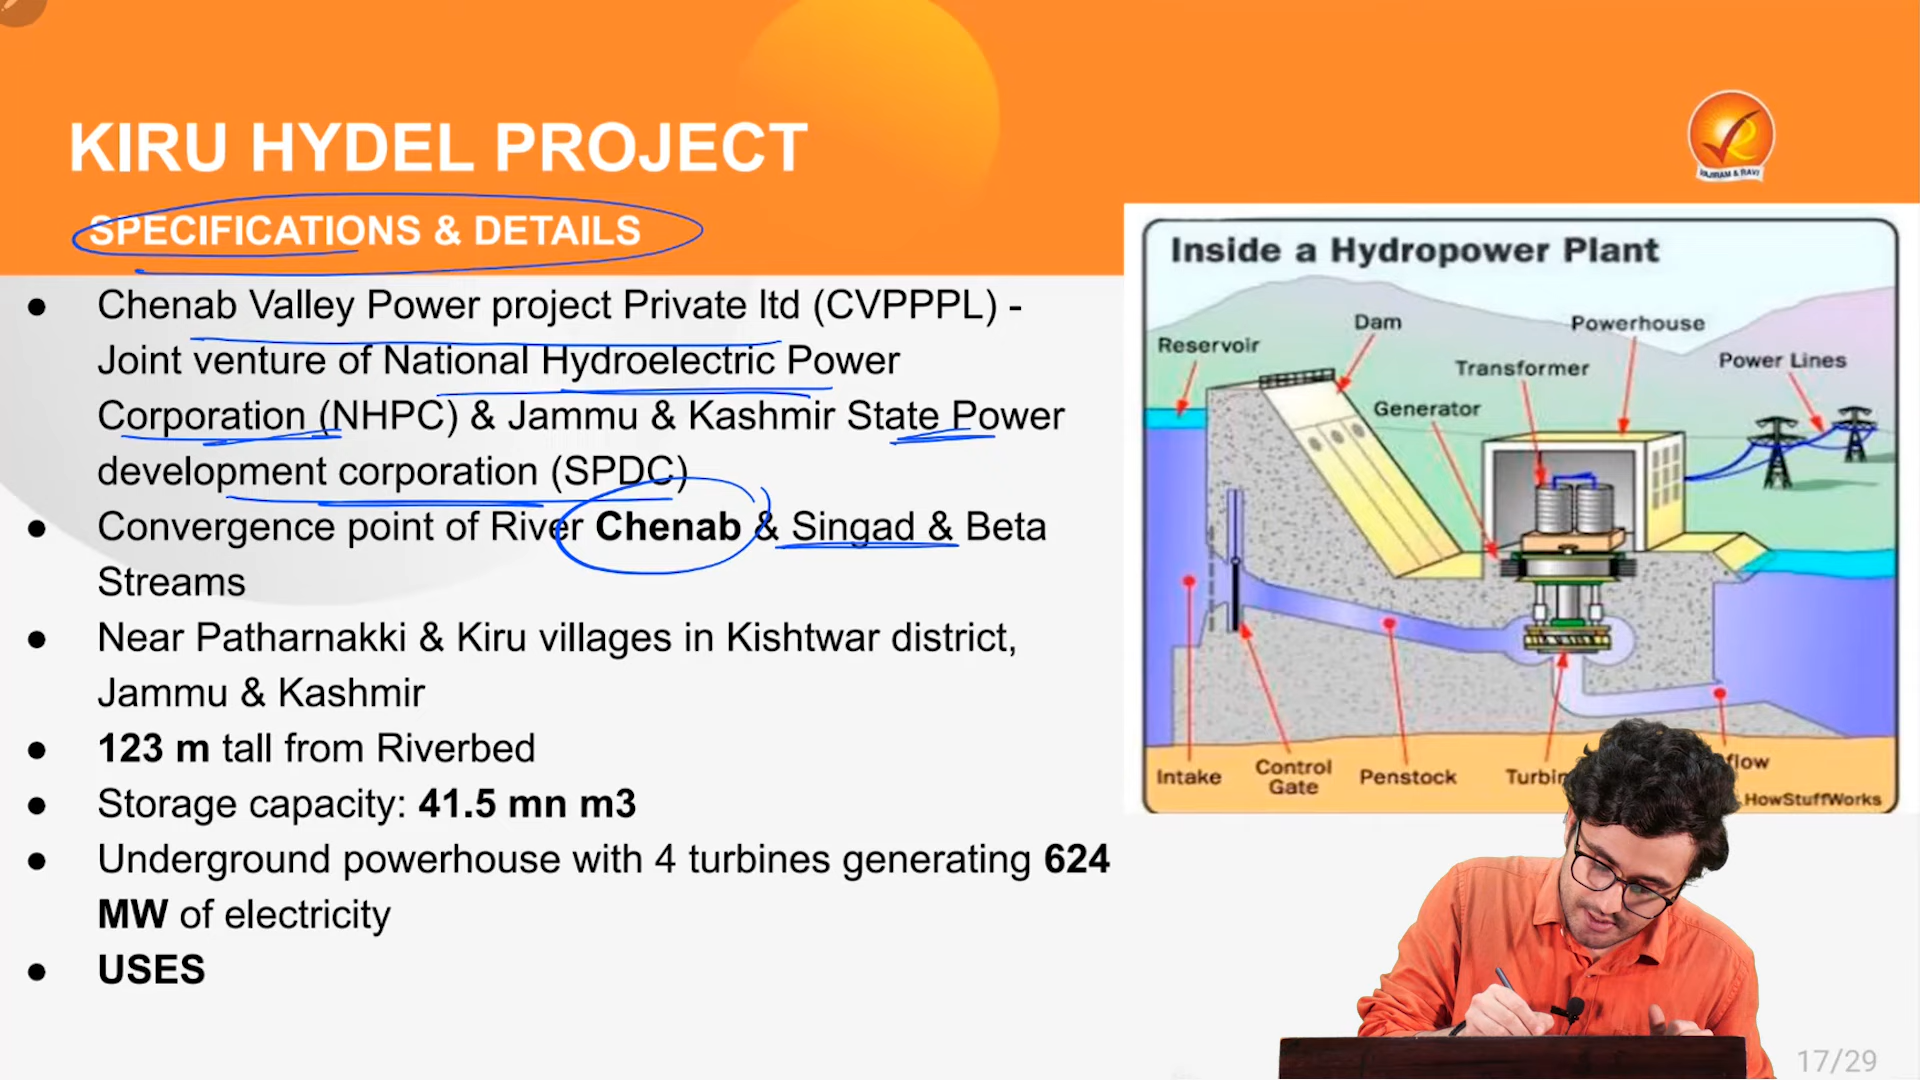 KIRU HYDEL PROJECT
VAJIRAM & RAVI
SPECIFICATIONS & DETAILS
● Chenab Valley Power project Private ltd (CVPPPL) -
Joint venture of National Hydroelectric Power
Corporation (NHPC) & Jammu & Kashmir State Power
development corporation (SPDC)
● Convergence point of River Chenab & Singad & Beta
Streams
● Near Patharnakki & Kiru villages in Kishtwar district,
Jammu & Kashmir
● 123 m tall from Riverbed
● Storage capacity: 41.5 mn m3
● Underground powerhouse with 4 turbines generating 624
MW of electricity
● USES
Inside a Hydropower Plant
Dam
Powerhouse
Reservoir
Transformer
Power Lines
Generator
Intake
Control
Gate
Penstock
Turbin
flow
HowStuffWorks
17/29